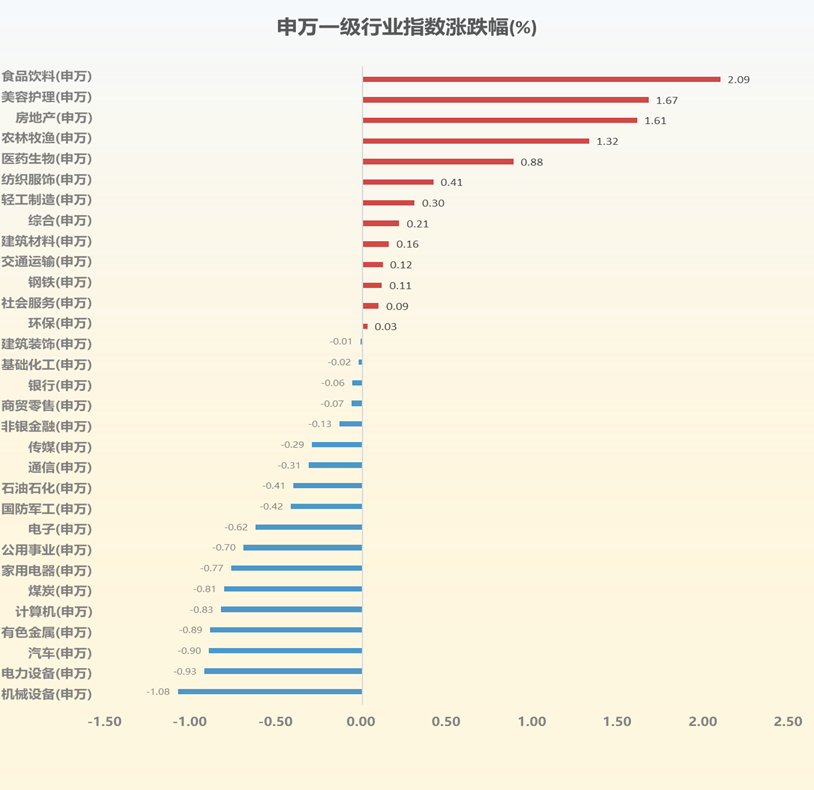 申万一级行业指数涨跌幅(%)
食品饮料(申万) 2.09
美容护理(申万) 1.67
房地产(申万) 1.61
农林牧渔(申万) 1.32
医药生物(申万) 0.88
纺织服饰(申万) 0.41
轻工制造(申万) 0.30
综合(申万) 0.21
建筑材料(申万) 0.16
交通运输(申万) 0.12
钢铁(申万) 0.11
社会服务(申万) 0.09
环保(申万) 0.03
建筑装饰(申万) -0.01
基础化工(申万) -0.02
银行(申万) -0.06
商贸零售(申万) -0.07
非银金融(申万) -0.13
传媒(申万) -0.29
通信(申万) -0.31
石油石化(申万) -0.41
国防军工(申万) -0.42
电子(申万) -0.62
公用事业(申万) -0.70
家用电器(申万) -0.77
煤炭(申万) -0.81
计算机(申万) -0.83
有色金属(申万) -0.89
汽车(申万) -0.90
电力设备(申万) -0.93
机械设备(申万) -1.08
-1.50 -1.00 -0.50 0.00 0.50 1.00 1.50 2.00 2.50